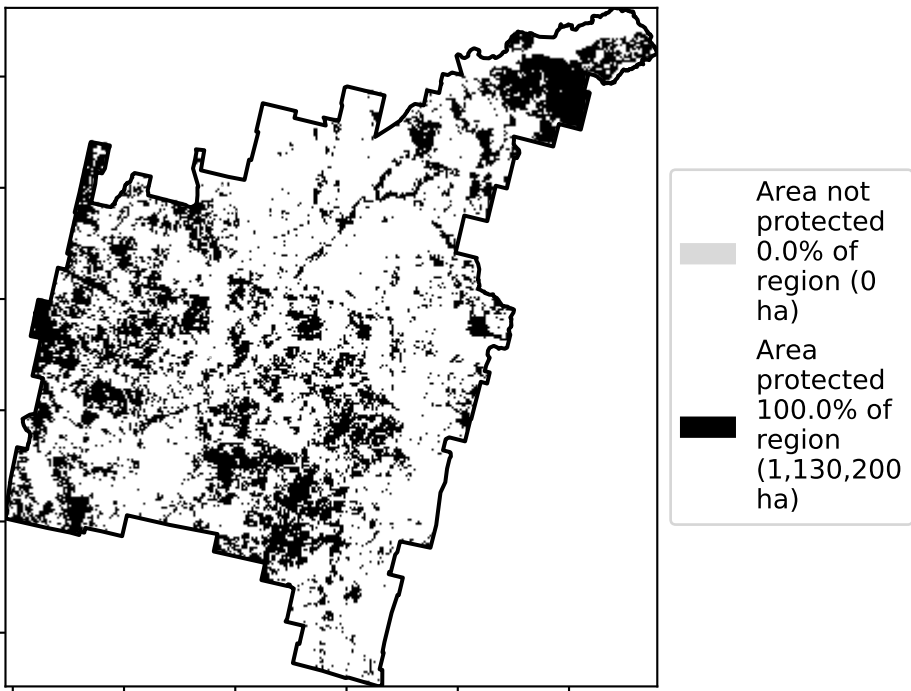 Area not
protected
0.0% of
region (0
ha)
Area
protected
100.0% of
region
(1,130,200
ha)